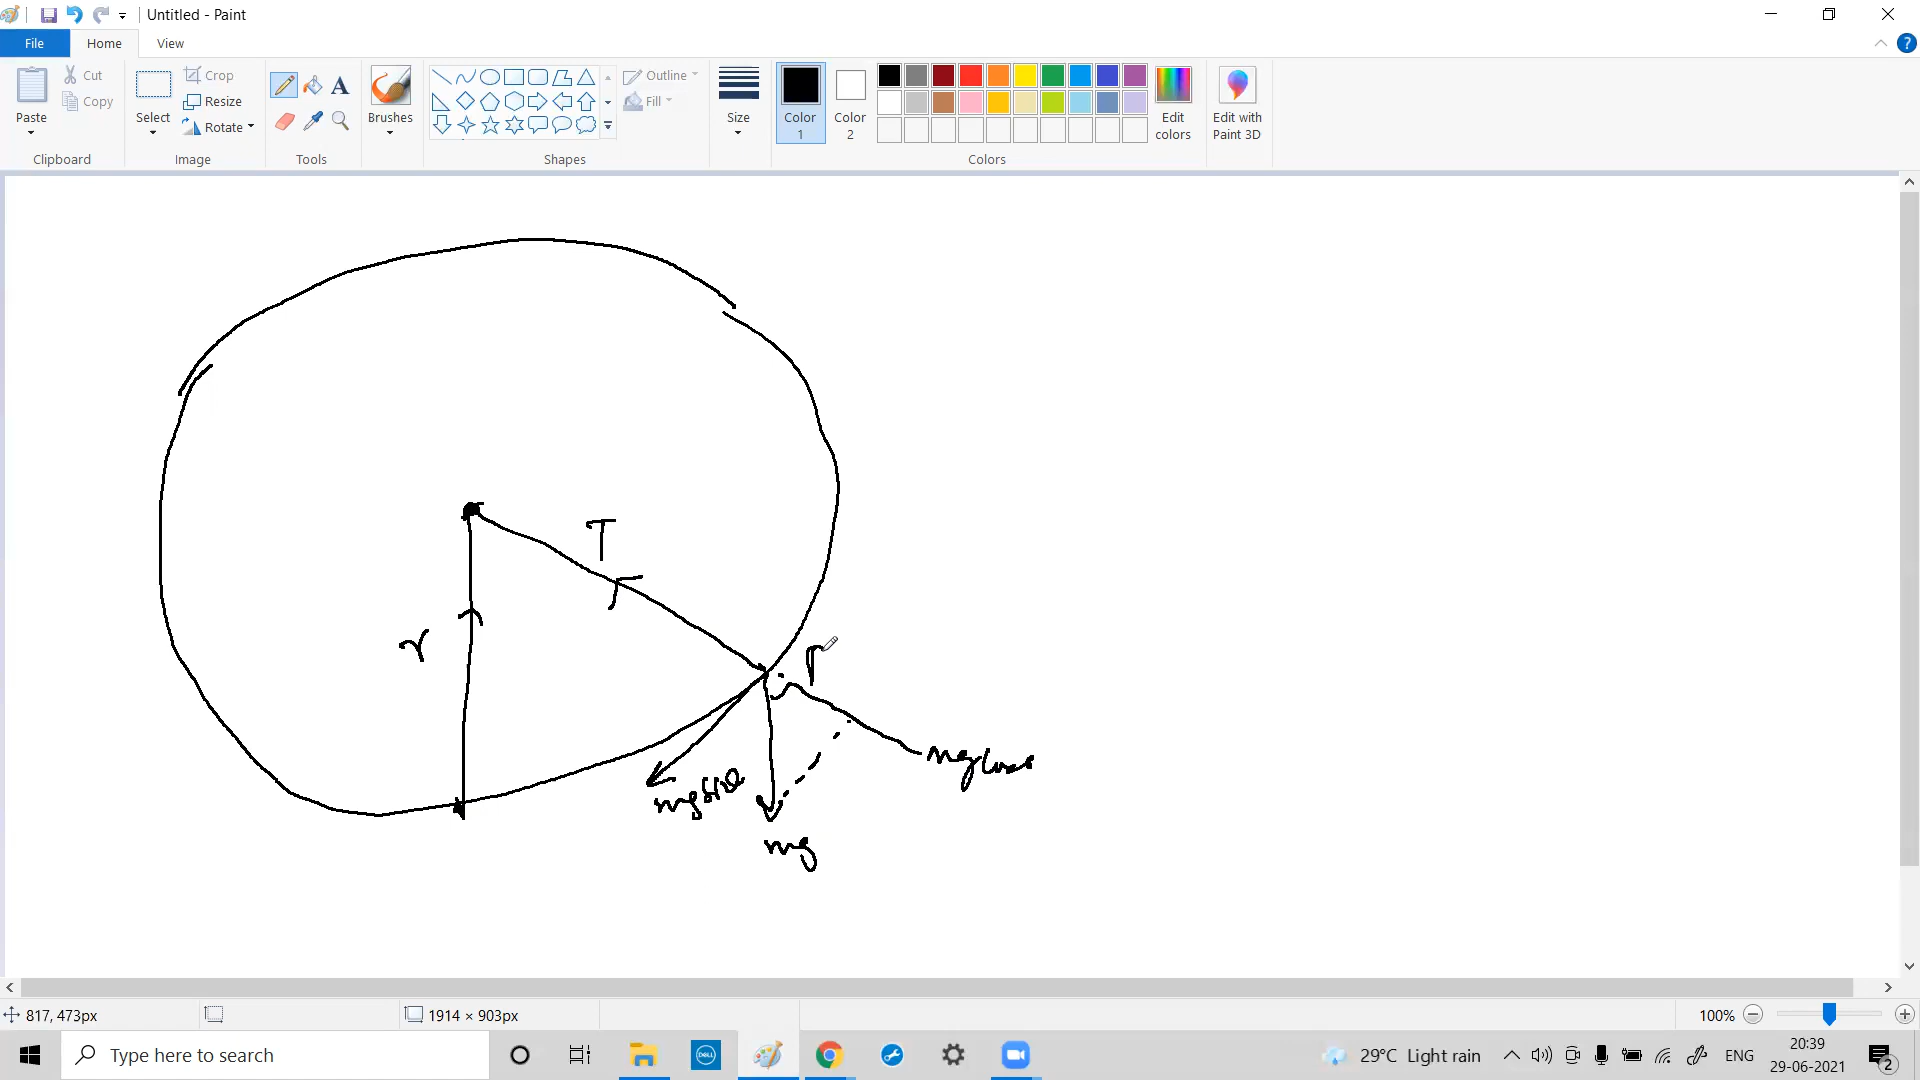 Untitled - Paint
File
Home
View
Paste
Cut
Copy
Clipboard
Select
Crop
Resize
Rotate
Image
A
Tools
Brushes
Shapes
Outline
Fill
Size
Color
1
Color
2
Edit
colors
Edit with
Paint 3D
Colors
?
T
r
P
mg
817, 473px
1914 × 903px
100%
Type here to search
DELL
29°C Light rain
ENG
20:39
29-06-2021
2